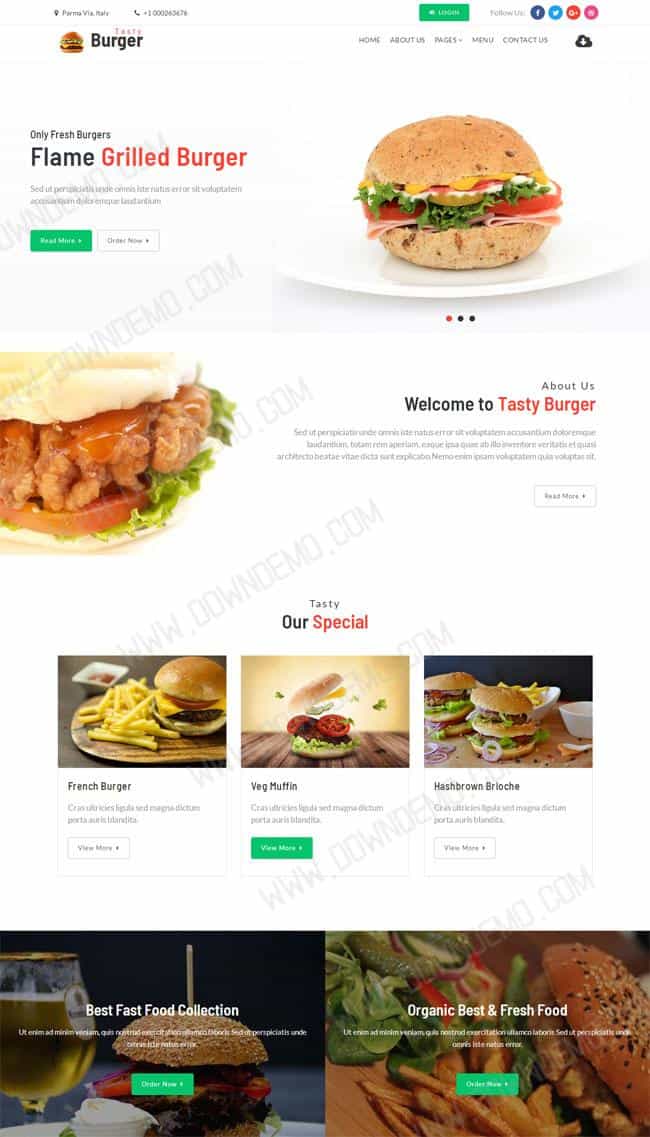 Parma Via, Italy
+1 000263676
LOGIN
Follow Us:
Tasty
Burger
HOME
ABOUT US
PAGES
MENU
CONTACT US
Only Fresh Burgers
Flame Grilled Burger
Sed ut perspiciatis unde omnis iste natus error sit voluptatem
accusantium doloremque laudantium
Read More
Order Now
About Us
Welcome to Tasty Burger
Sed ut perspiciatis unde omnis iste natus error sit voluptatem accusantium doloremque
laudantium, totam rem aperiam, eaque ipsa quae ab illo inventore veritatis et quasi
architecto beatae vitae dicta sunt explicabo.Nemo enim ipsam voluptatem quia voluptas sit.
Read More
Tasty
Our Special
French Burger
Cras ultricies ligula sed magna dictum
porta auris blandita.
View More
Veg Muffin
Cras ultricies ligula sed magna dictum
porta auris blandita.
View More
Hashbrown Brioche
Cras ultricies ligula sed magna dictum
porta auris blandita.
View More
Best Fast Food Collection
Ut enim ad minim veniam, quis nostrud exercitation ullamco laboris.Sed ut perspiciatis unde
omnis iste natus error.
Order Now
Organic Best & Fresh Food
Ut enim ad minim veniam, quis nostrud exercitation ullamco laboris.Sed ut perspiciatis unde
omnis iste natus error.
Order Now
WWW.DOWNDEMO.COM
WWW.DOWNDEMO.COM
WWW.DOWNDEMO.COM
WWW.DOWNDEMO.COM